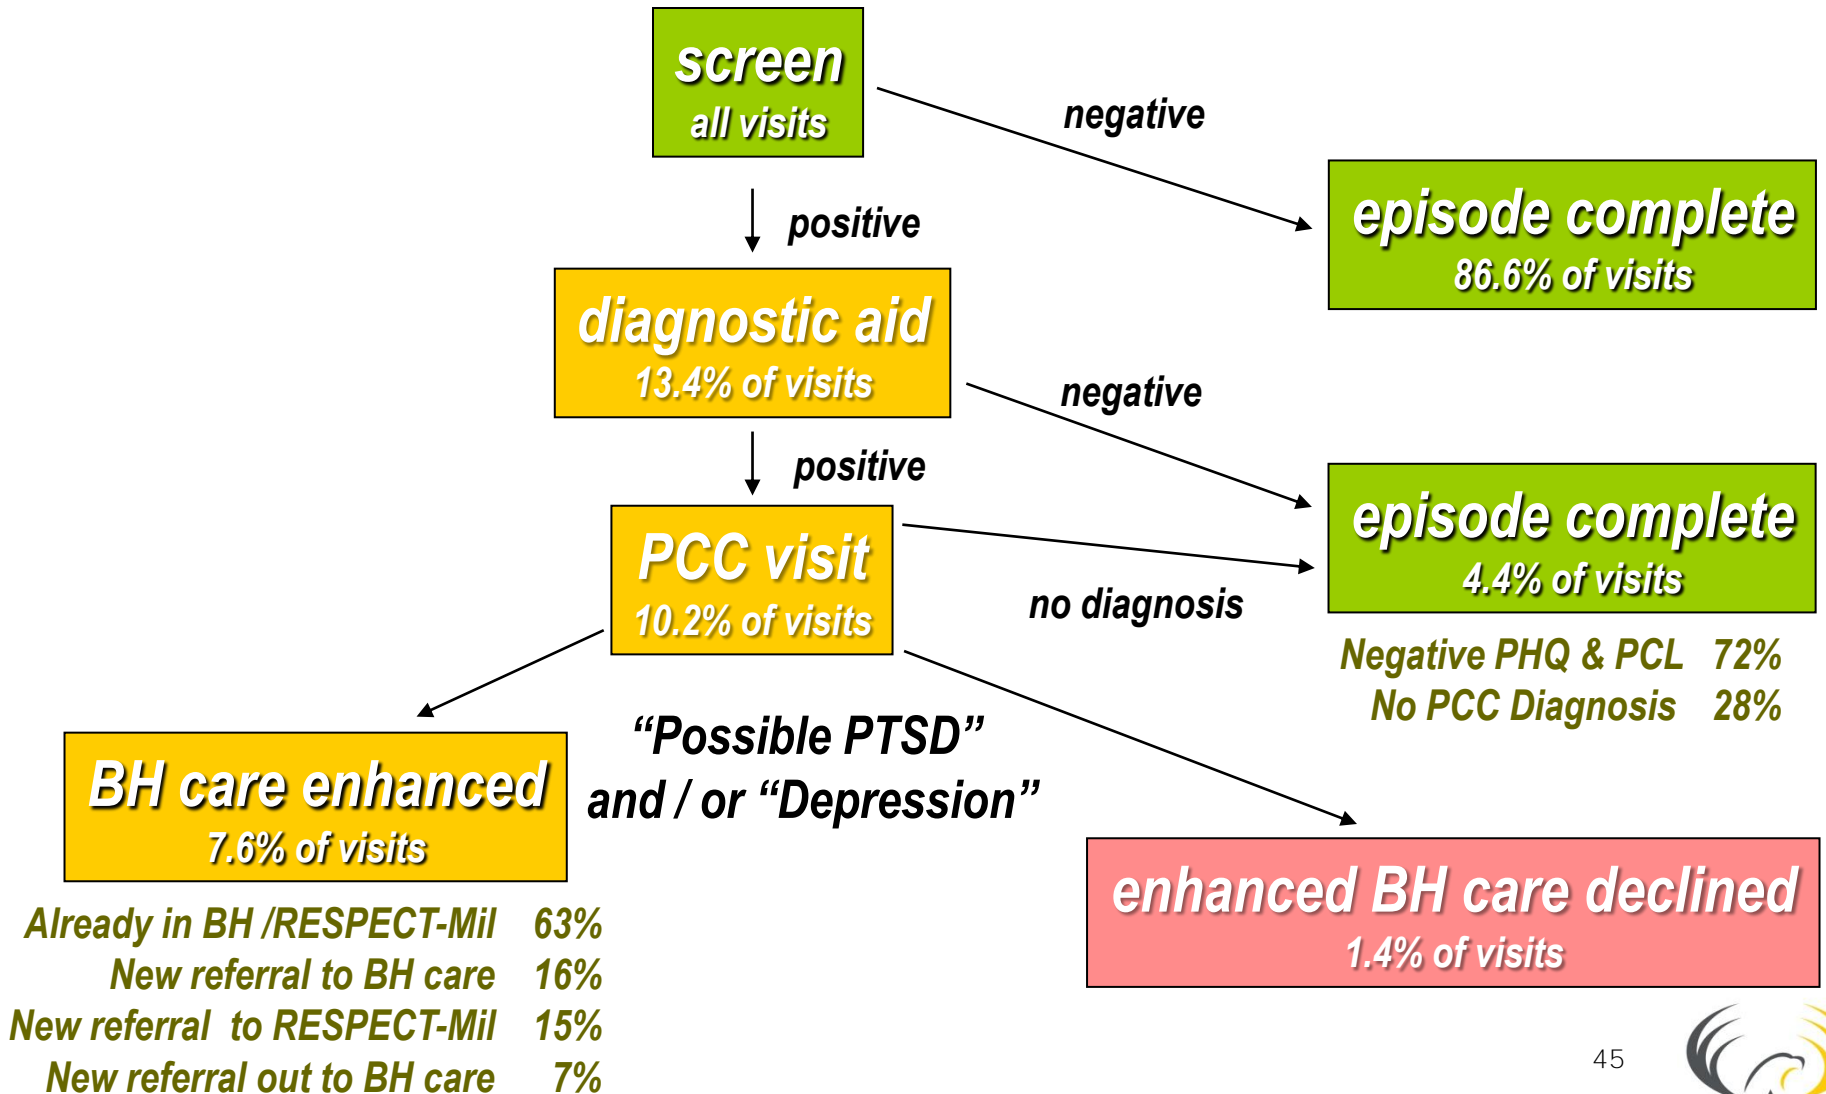 screen
all visits
negative
positive
episode complete
86.6% of visits
diagnostic aid
13.4% of visits
negative
positive
episode complete
4.4% of visits
PCC visit
10.2% of visits
no diagnosis
Negative PHQ & PCL 72%
No PCC Diagnosis 28%
“Possible PTSD”
and / or “Depression”
BH care enhanced
7.6% of visits
enhanced BH care declined
1.4% of visits
Already in BH /RESPECT-Mil 63%
New referral to BH care 16%
New referral to RESPECT-Mil 15%
New referral out to BH care 7%
45